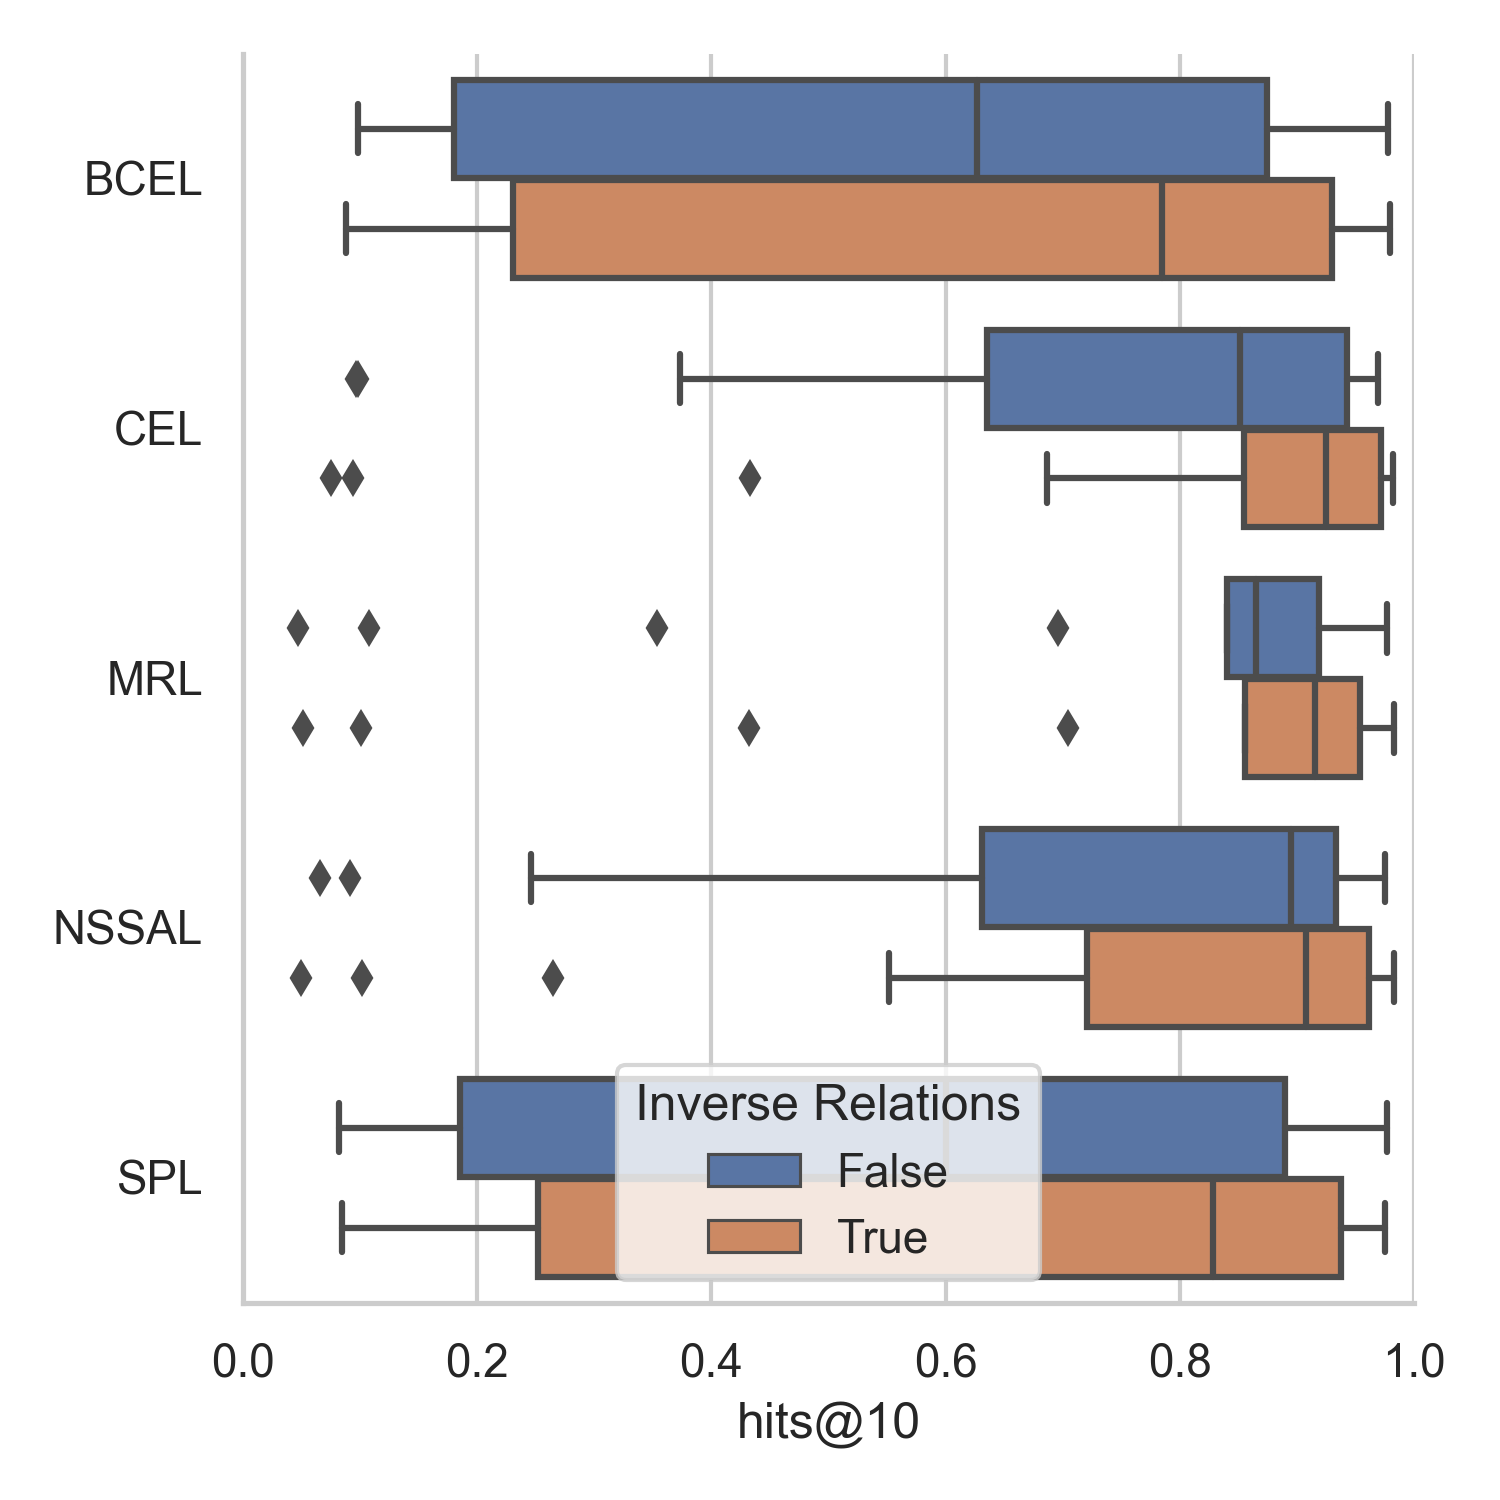 BCEL
CEL
MRL
NSSAL
SPL
Inverse Relations
False
True
0.0 0.2 0.4 0.6 0.8 1.0
hits@10